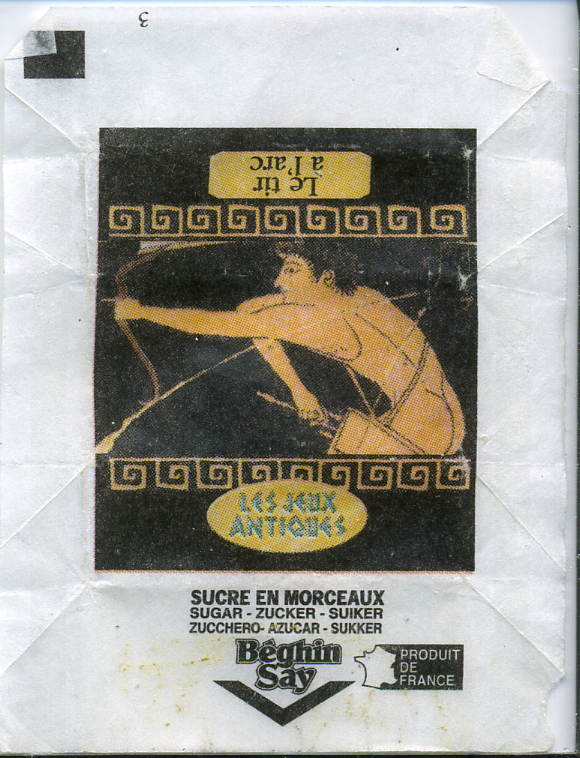 3
Le tir
a l'arc
LES JEUX
ANTIQUES
SUCRE EN MORCEAUX
SUGAR - ZUCKER - SUIKER
ZUCCHERO- AZUCAR - SUKKER
Béghin
Say
PRODUIT
DE
FRANCE